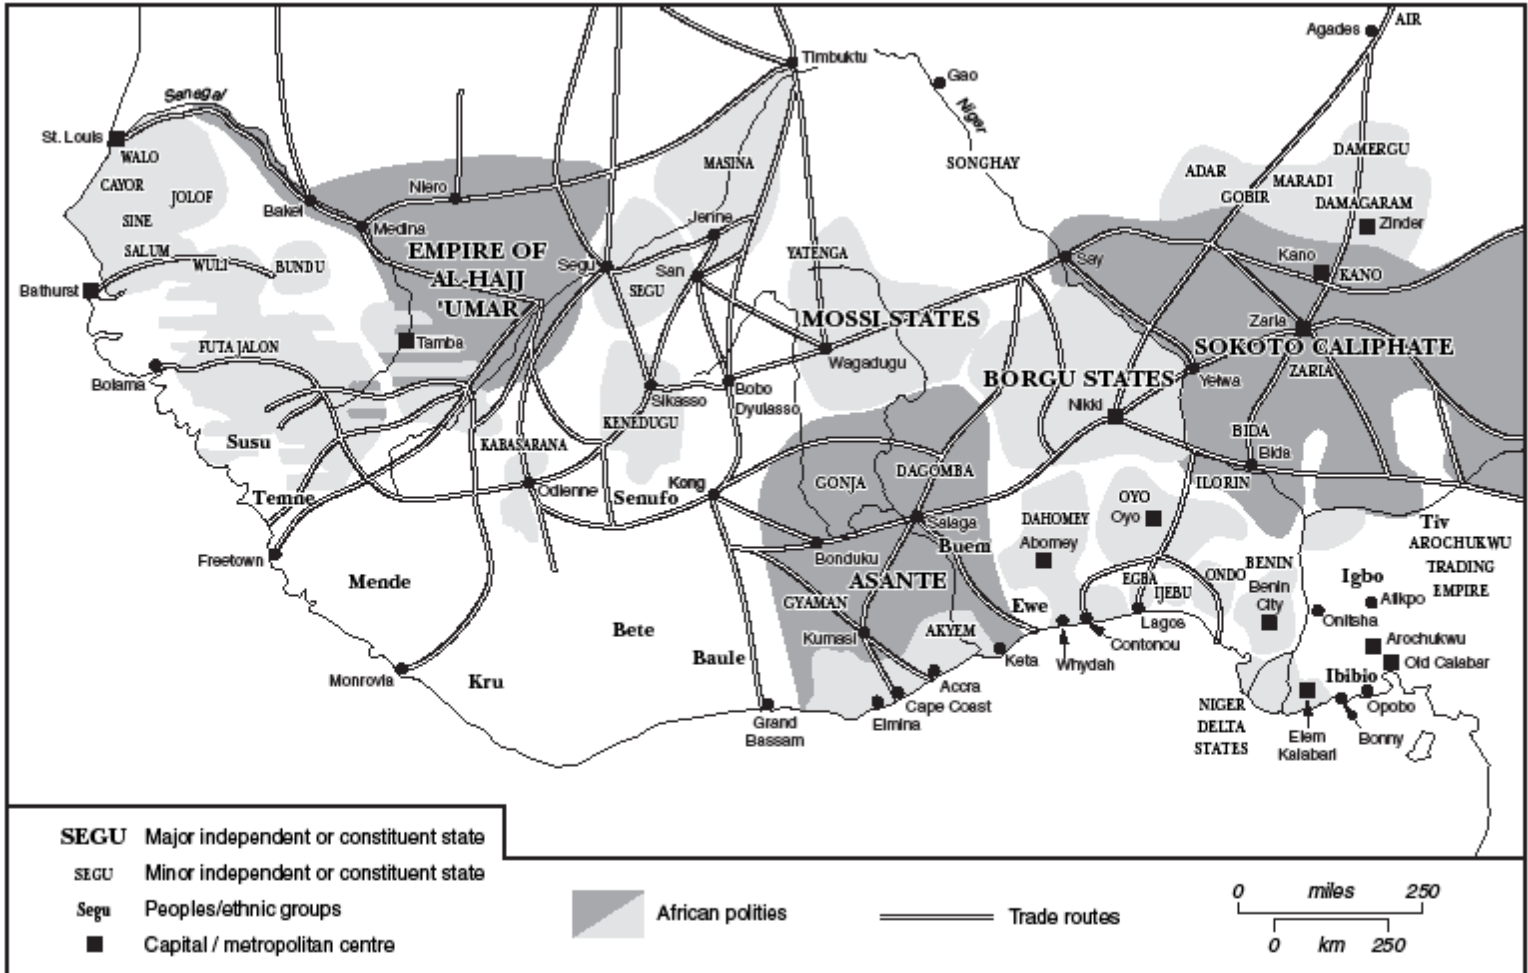 AIR
Agades
Timbuktu
Gao
Niger
Senegal
St. Louis
WALO
CAYOR
JOLOF
SINE
SALUM
WULI
BUNDU
Bathurst
Bakel
Medina
Niero
EMPIRE OF
AL-HAJJ
'UMAR
Tamba
MASINA
Jenne
Segu
San
SEGU
YATENGA
MOSSI STATES
Wagadugu
SONGHAY
Say
ADAR
GOBIR
MARADI
DAMERGU
DAMAGARAM
Zinder
Kano
KANO
Zaria
SOKOTO CALIPHATE
ZARIA
Yelwa
BORGU STATES
Nikki
BIDA
Bida
ILORIN
FUTA JALON
Bolama
Susu
Temne
Freetown
Mende
Monrovia
Kru
KABASARANA
Odienne
KENEDUGU
Sikasso
Bobo
Dyulasso
Senufo
Kong
Bete
Baule
Grand
Bassam
GONJA
DAGOMBA
Salaga
Bonduku
Buem
ASANTE
GYAMAN
Kumasi
AKYEM
Elmina
Cape Coast
Accra
Keta
Ewe
Whydah
Contonou
DAHOMEY
Abomey
OYO
Oyo
EGBA
IJEBU
Lagos
ONDO
BENIN
Benin
City
Onitsha
Igbo
Afikpo
Tiv
AROCHUKWU
TRADING
EMPIRE
Arochukwu
Old Calabar
Ibibio
Opobo
Bonny
Elem
Kalabari
NIGER
DELTA
STATES
SEGU Major independent or constituent state
SEGU Minor independent or constituent state
Segu Peoples/ethnic groups
Capital / metropolitan centre
African polities
Trade routes
0 miles 250
0 km 250